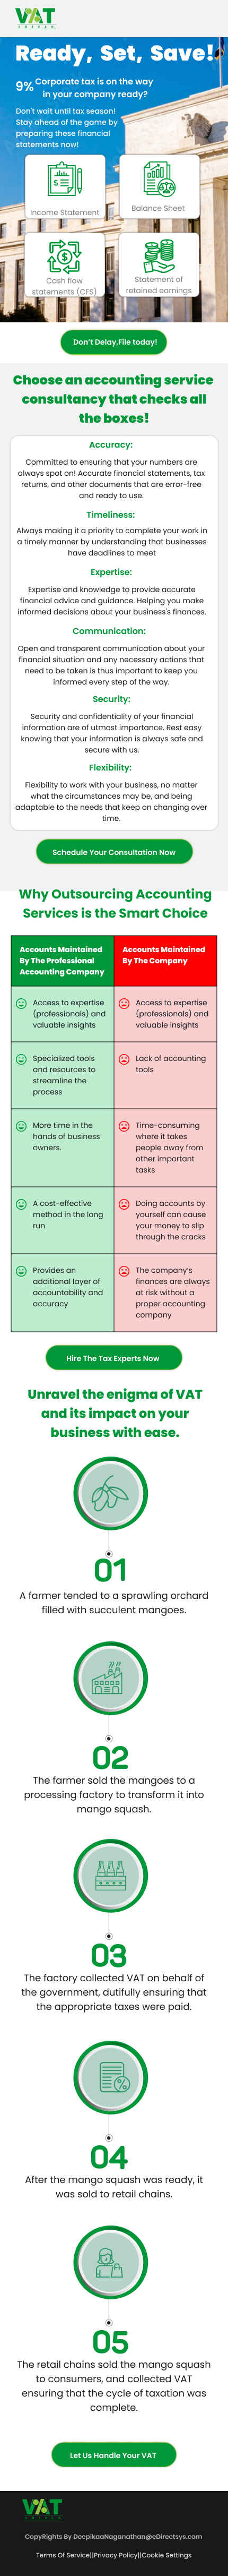 VAT
Ready, Set, Save!
9% Corporate tax is on the way
in your company ready?
Don't wait until tax season!
Stay ahead of the game by
preparing these financial
statements now!
Income Statement
Balance Sheet
Cash flow
statements (CFS)
Statement of
retained earnings
Don't Delay,File today!
Choose an accounting service
consultancy that checks all
the boxes!
Accuracy:
Committed to ensuring that your numbers are
always spot on! Accurate financial statements, tax
returns, and other documents that are error-free
and ready to use.
Timeliness:
Always making it a priority to complete your work in
a timely manner by understanding that businesses
have deadlines to meet
Expertise:
Expertise and knowledge to provide accurate
financial advice and guidance. Helping you make
informed decisions about your business's finances.
Communication:
Open and transparent communication about your
financial situation and any necessary actions that
need to be taken is thus important to keep you
informed every step of the way.
Security:
Security and confidentiality of your financial
information are of utmost importance. Rest easy
knowing that your information is always safe and
secure with us.
Flexibility:
Flexibility to work with your business, no matter
what the circumstances may be, and being
adaptable to the needs that keep on changing over
time.
Schedule Your Consultation Now
Why Outsourcing Accounting
Services is the Smart Choice
Accounts Maintained
By The Professional
Accounting Company
Accounts Maintained
By The Company
Access to expertise
(professionals) and
valuable insights
Access to expertise
(professionals) and
valuable insights
Specialized tools
and resources to
streamline the
process
Lack of accounting
tools
More time in the
hands of business
owners.
Time-consuming
where it takes
people away from
other important
tasks
A cost-effective
method in the long
run
Doing accounts by
yourself can cause
your money to slip
through the cracks
Provides an
additional layer of
accountability and
accuracy
The company's
finances are always
at risk without a
proper accounting
company
Hire The Tax Experts Now
Unravel the enigma of VAT
and its impact on your
business with ease.
01
A farmer tended to a sprawling orchard
filled with succulent mangoes.
02
The farmer sold the mangoes to a
processing factory to transform it into
mango squash.
03
The factory collected VAT on behalf of
the government, dutifully ensuring that
the appropriate taxes were paid.
04
After the mango squash was ready, it
was sold to retail chains.
05
The retail chains sold the mango squash
to consumers, and collected VAT
ensuring that the cycle of taxation was
complete.
Let Us Handle Your VAT
VAT
CopyRights By DeepikaaNaganathan@eDirectsys.com
Terms Of Service||Privacy Policy||Cookie Settings